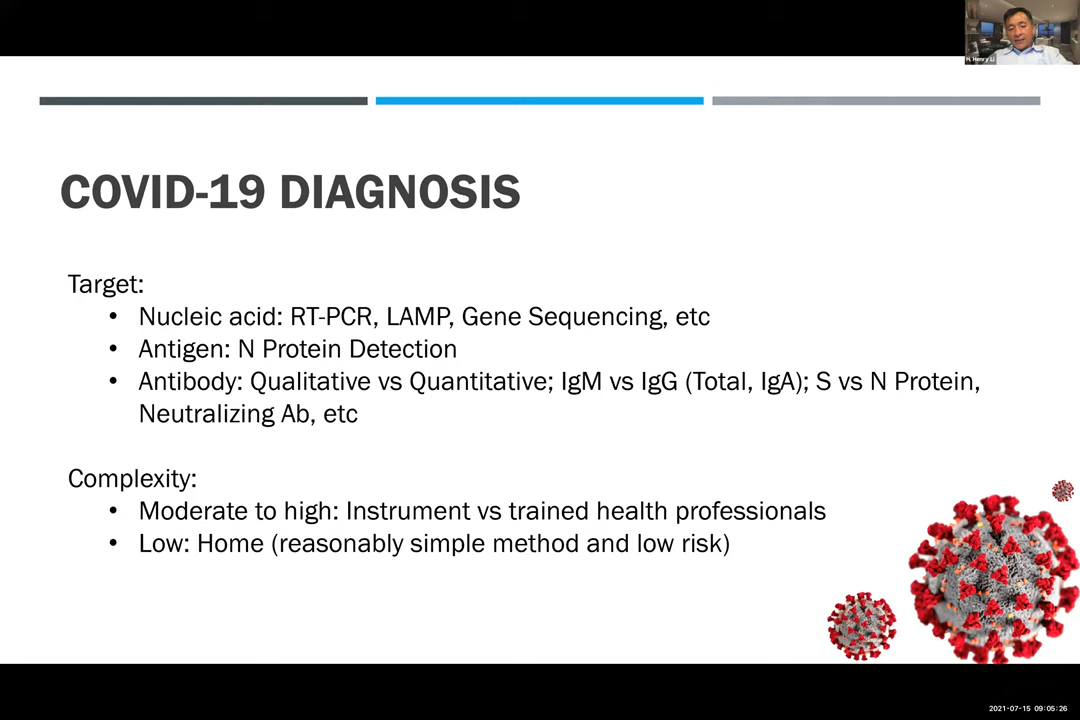 H. Henry Li
COVID-19 DIAGNOSIS
Target:
• Nucleic acid: RT-PCR, LAMP, Gene Sequencing, etc
• Antigen: N Protein Detection
• Antibody: Qualitative vs Quantitative; IgM vs IgG (Total, IgA); S vs N Protein,
Neutralizing Ab, etc
Complexity:
• Moderate to high: Instrument vs trained health professionals
• Low: Home (reasonably simple method and low risk)
2021-07-15 09:05:26